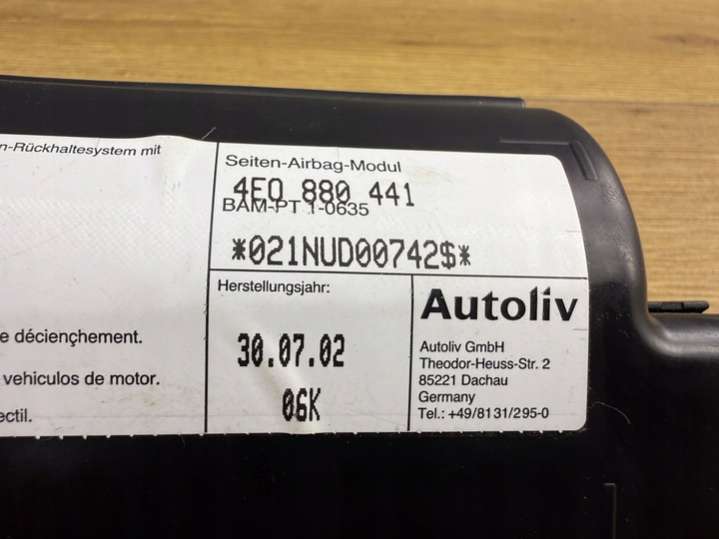 n-Rückhaltesystem mit
e décienchement.
vehiculos de motor.
ectil.
Seiten-Airbag-Modul
4E0 880 441
BAM-PT 1-0635
*021NUD00742$*
Herstellungsjahr:
30.07.02
06K
Autoliv
Autoliv GmbH
Theodor-Heuss-Str. 2
85221 Dachau
Germany
Tel.: +49/8131/295-0